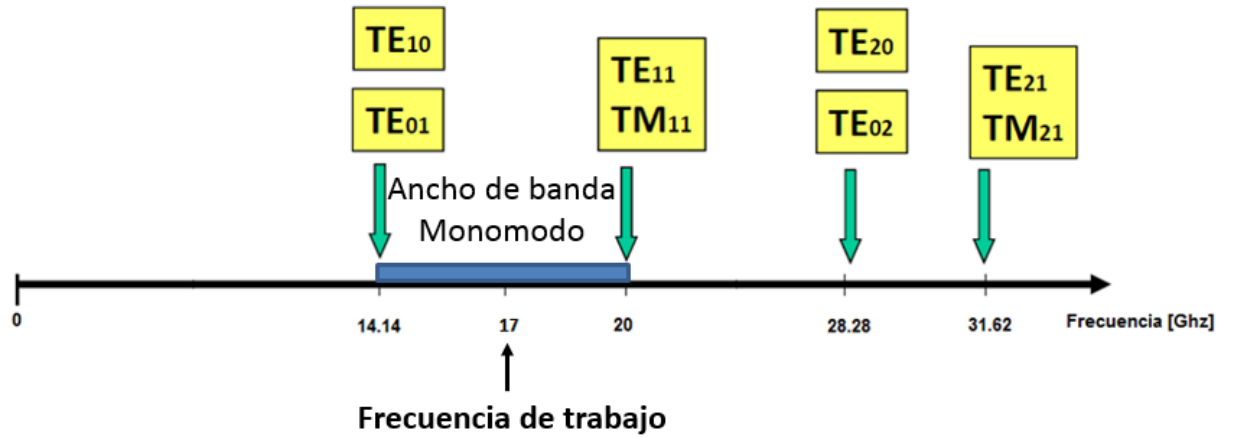 TE10
TE01
TE11
TM11
TE20
TE02
TE21
TM21
Ancho de banda
Monomodo
0
14.14
17
20
28.28
31.62
Frecuencia [Ghz]
Frecuencia de trabajo